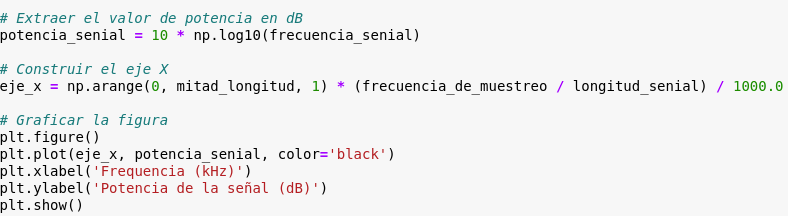 # Extraer el valor de potencia en dB
potencia_senial = 10 * np.log10(frecuencia_senial)
# Construir el eje X
eje_x = np.arange(0, mitad_longitud, 1) * (frecuencia_de_muestreo / longitud_senial) / 1000.0
# Graficar la figura
plt.figure()
plt.plot(eje_x, potencia_senial, color='black')
plt.xlabel('Frequencia (kHz)')
plt.ylabel('Potencia de la señal (dB)')
plt.show()